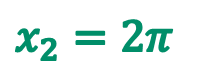 x₂ = 2π